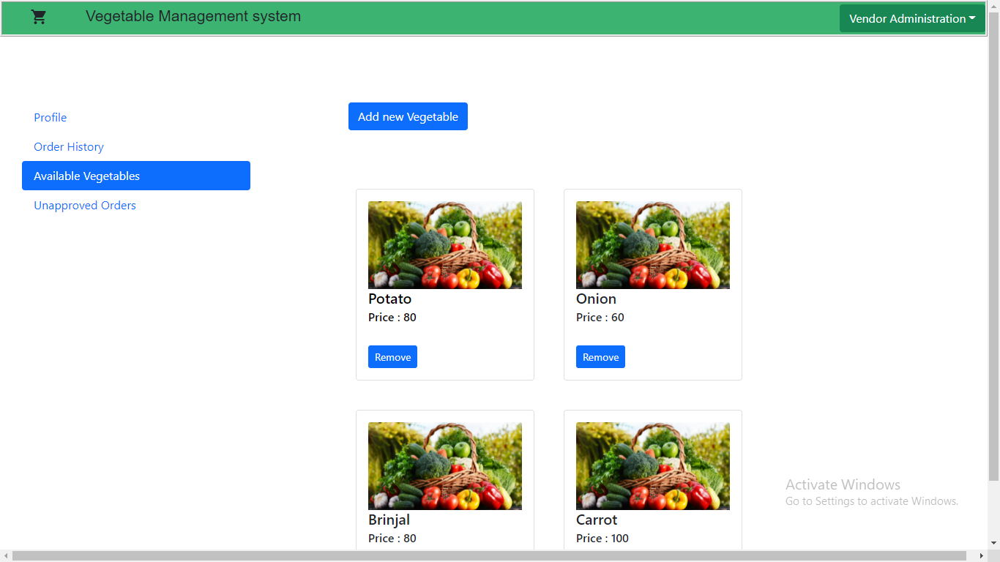 Vegetable Management system
Vendor Administration
Profile
Order History
Available Vegetables
Unapproved Orders
Add new Vegetable
Potato
Price : 80
Remove
Onion
Price : 60
Remove
Brinjal
Price : 80
Carrot
Price : 100
Activate Windows
Go to Settings to activate Windows.